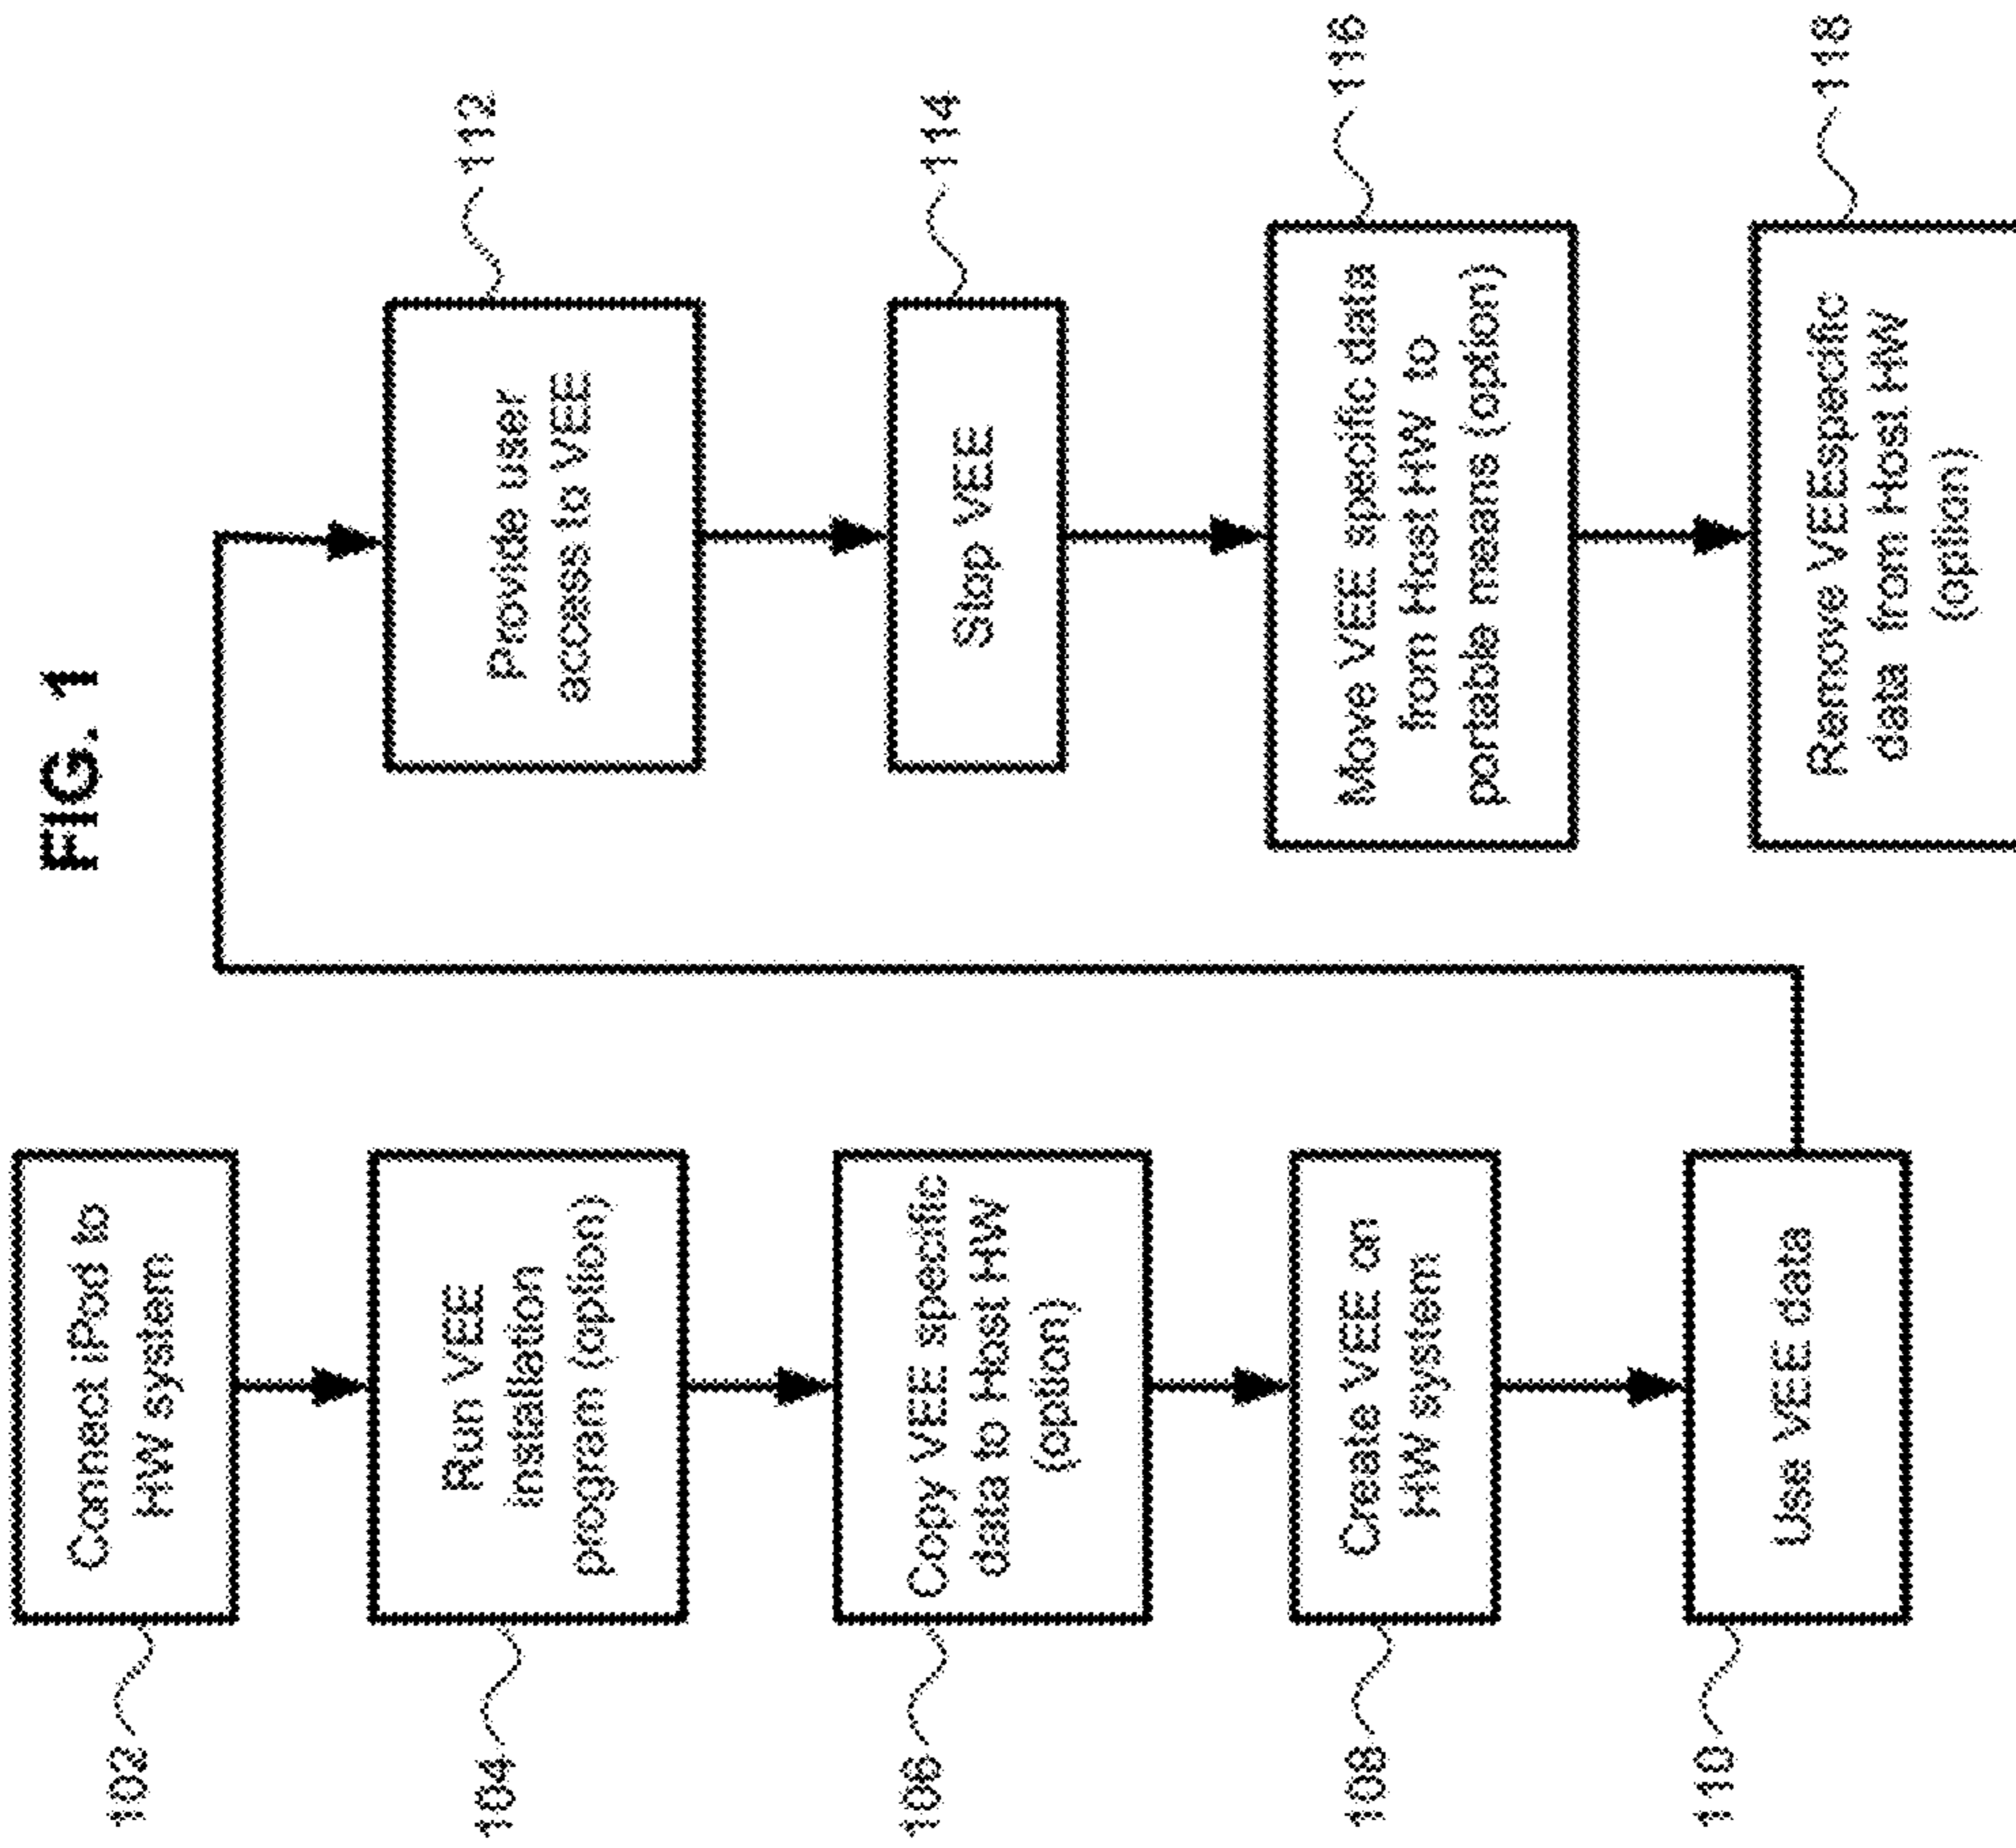 FIG. 1
102
Connect iPod to
HW system
104
Run VEE
installation
program (option)
106
Copy VEE specific
data to Host HW
(option)
108
Create VEE on
HW system
110
Use VEE data
112
Provide user
access to VEE
114
Stop VEE
116
Move VEE specific data
from Host HW to
portable means (option)
118
Remove VEEspecific
data from Host HW
(option)